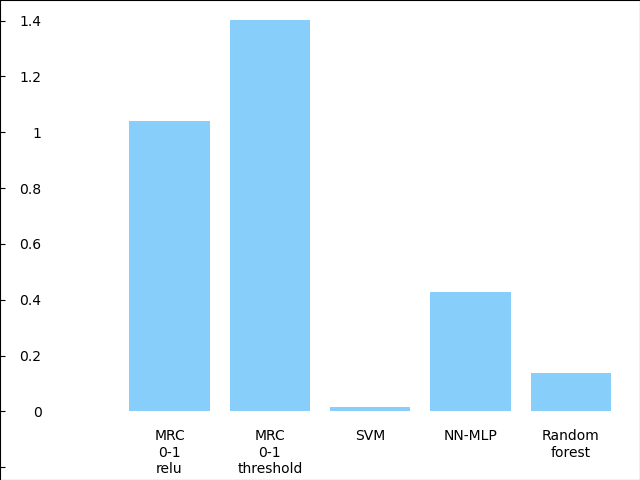 1.4
1.2
1
0.8
0.6
0.4
0.2
0
MRC
0-1
relu
MRC
0-1
threshold
SVM
NN-MLP
Random
forest